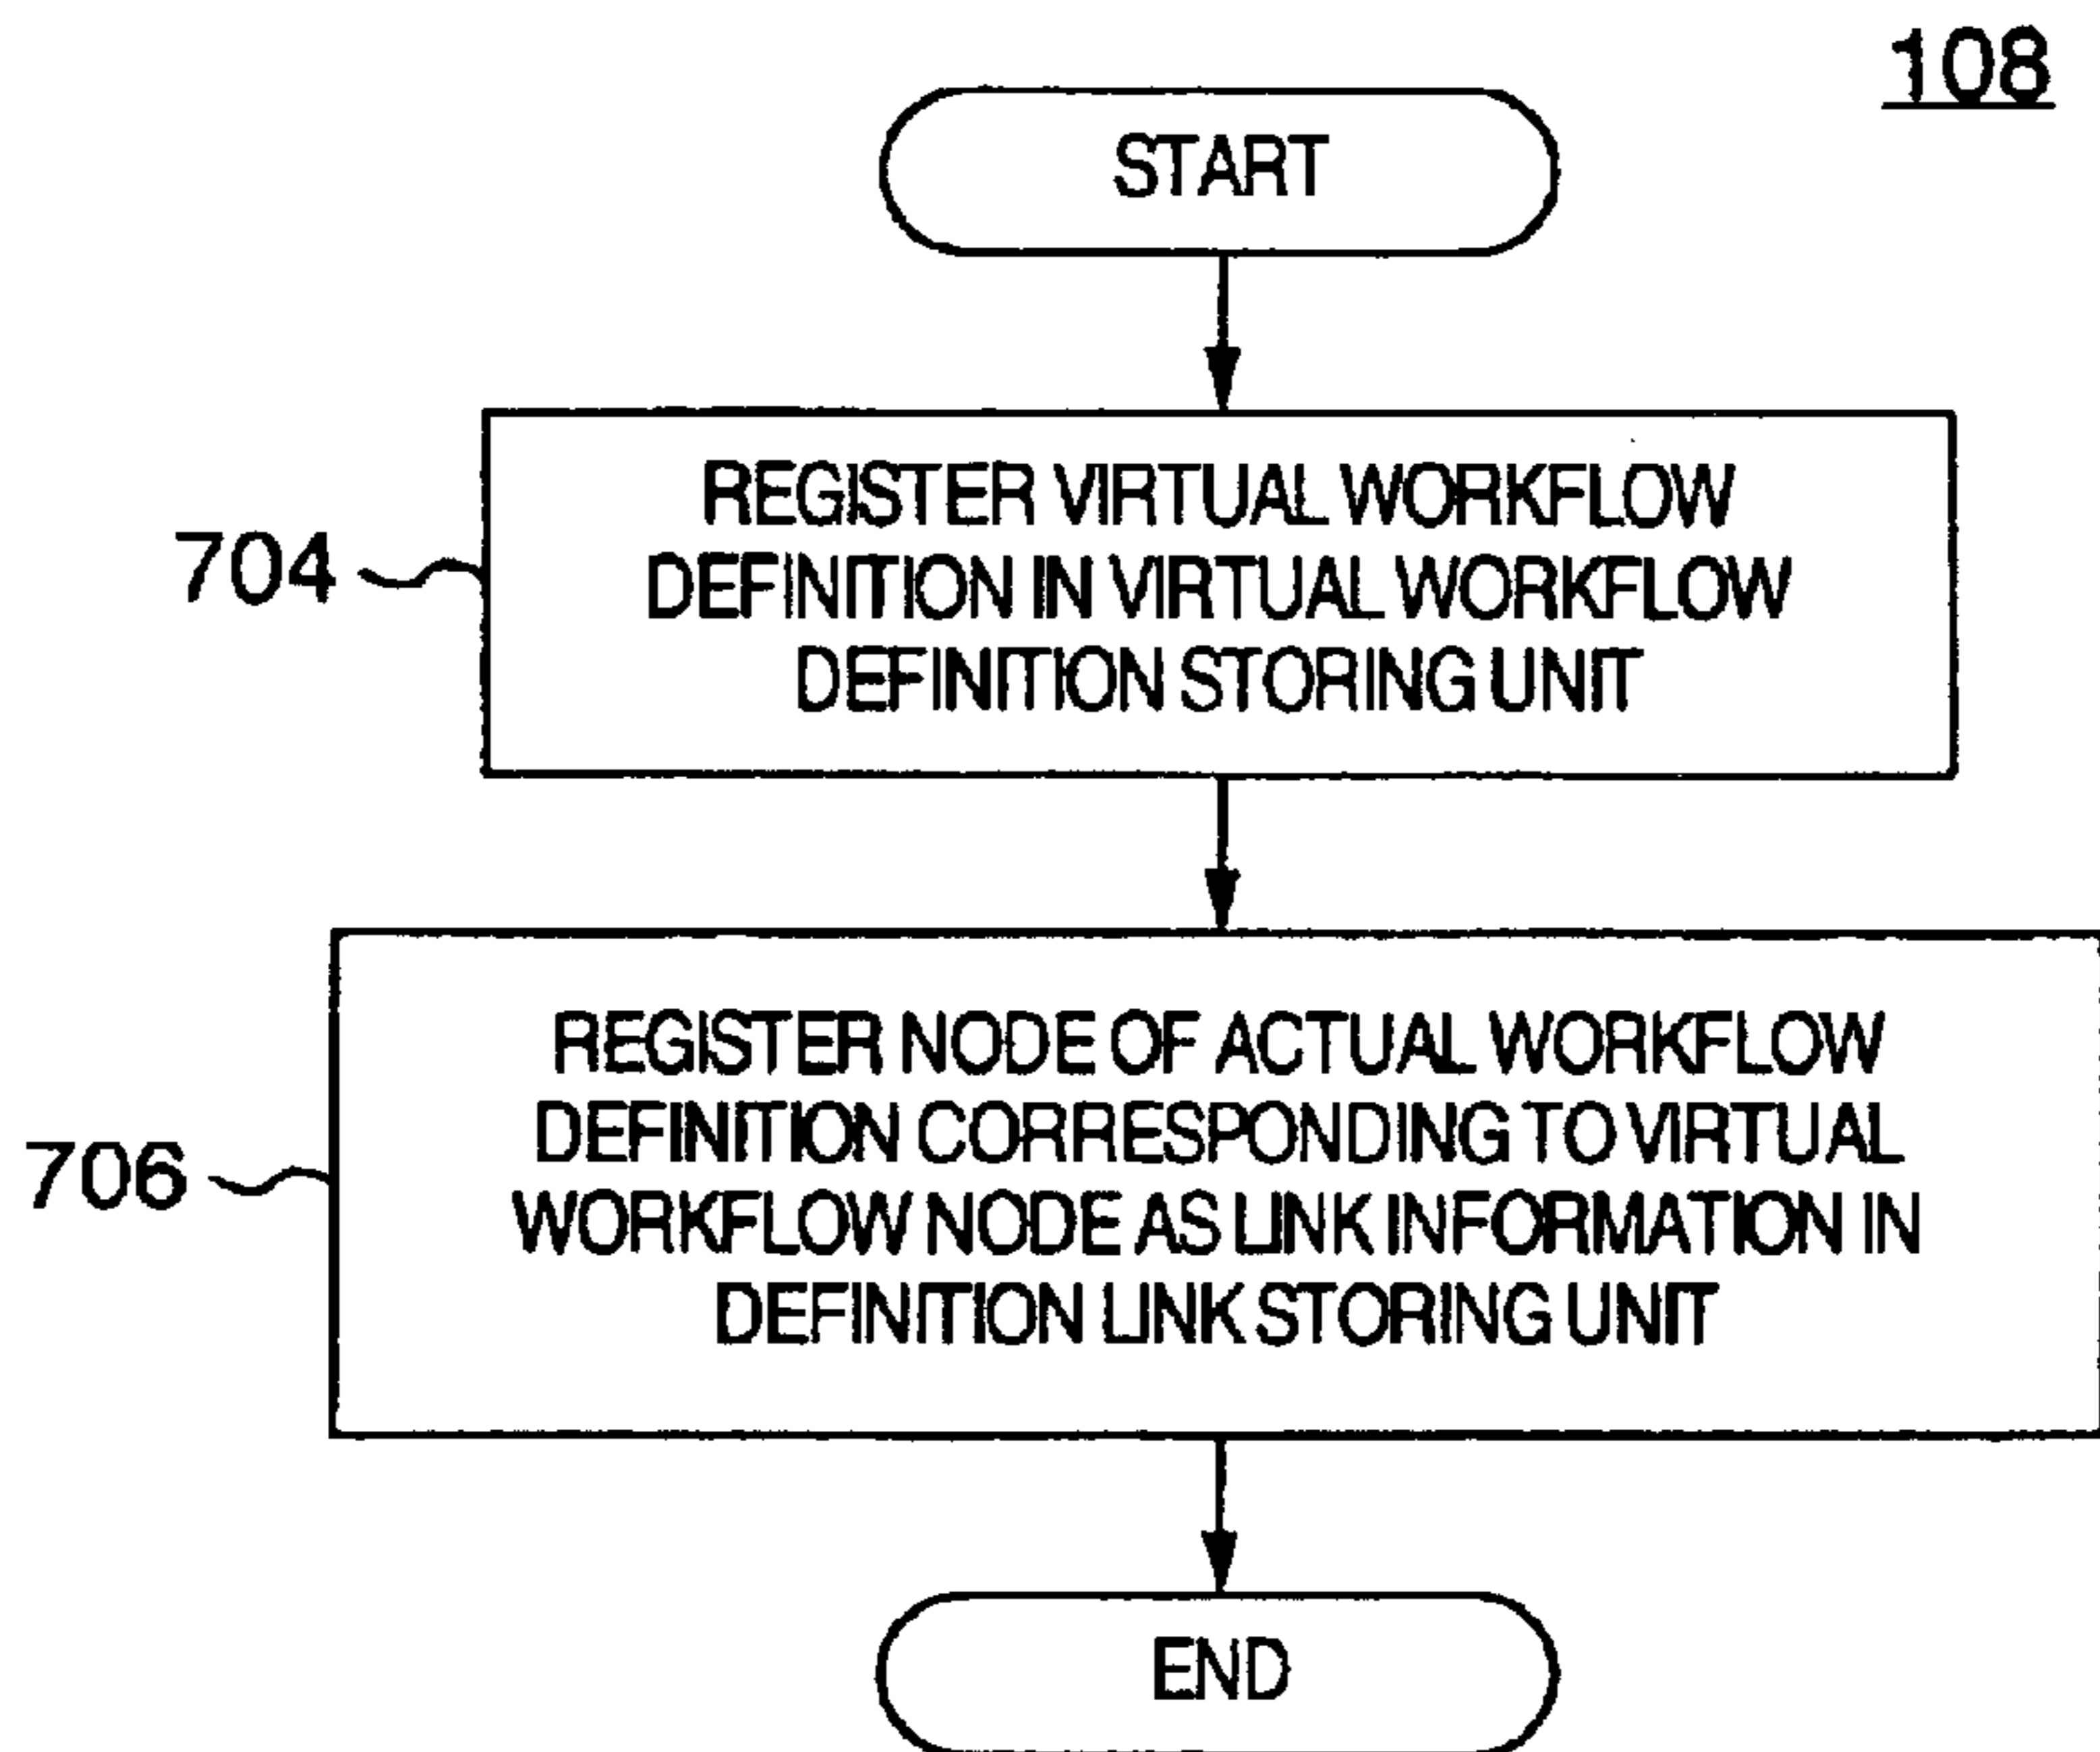 108
START
REGISTER VIRTUAL WORKFLOW
DEFINITION IN VIRTUAL WORKFLOW
DEFINITION STORING UNIT
704
REGISTER NODE OF ACTUAL WORKFLOW
DEFINITION CORRESPONDING TO VIRTUAL
WORKFLOW NODE AS LINK INFORMATION IN
DEFINITION LINK STORING UNIT
706
END